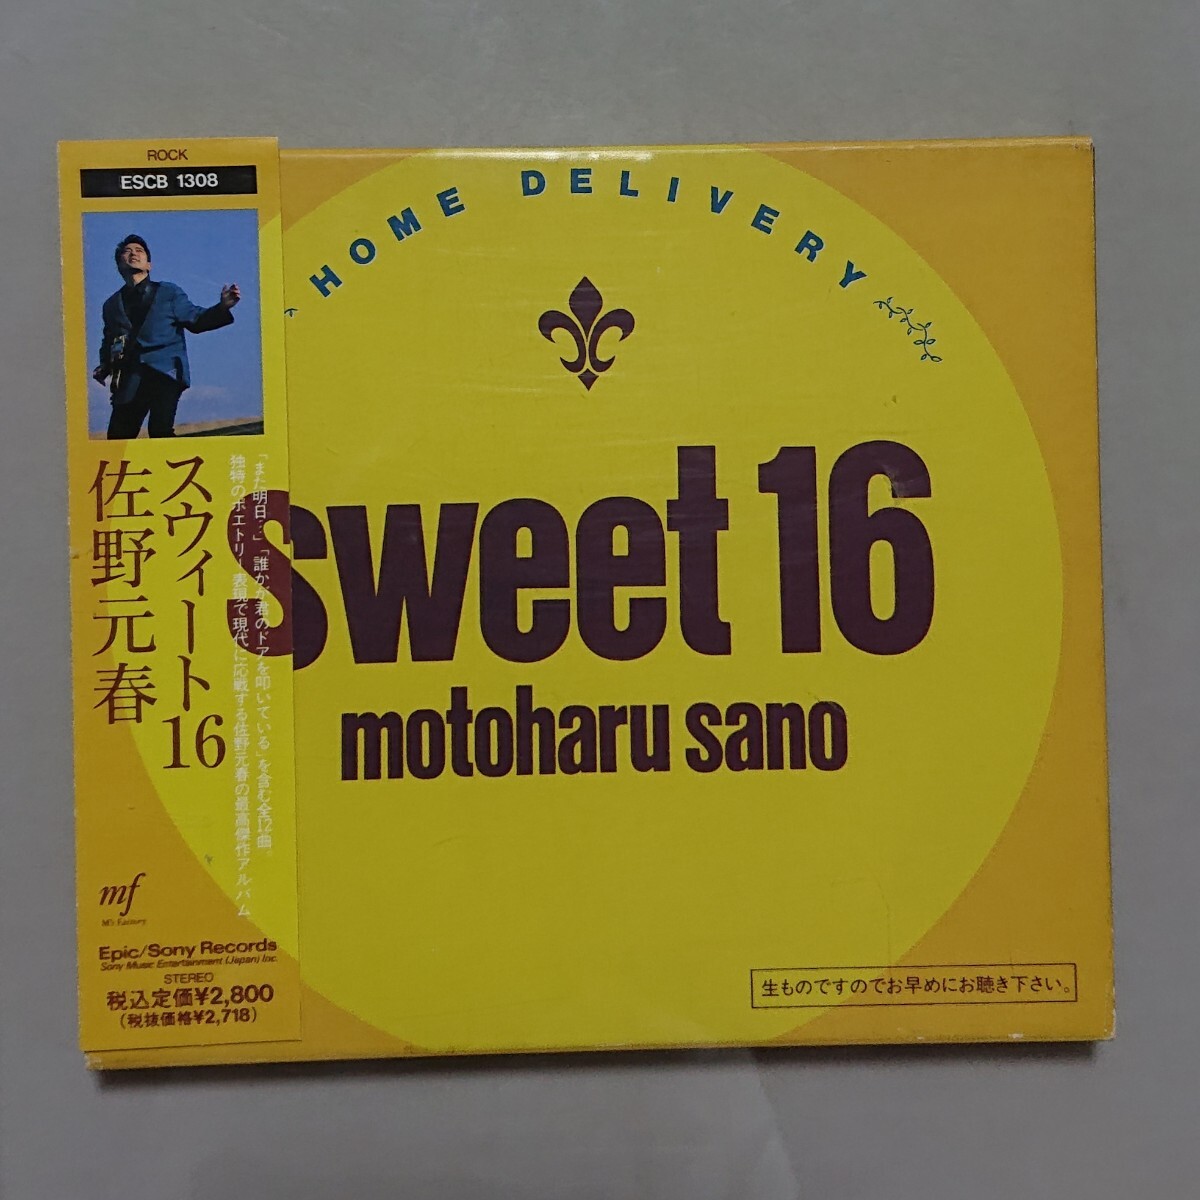 ROCK
ESCB 1308
「また明日…」「誰かが君のドアを叩いている」を含む全12曲。
独特のポエトリー表現で現代に応戦する佐野元春の最高傑作アルバム
スウィート16
佐野元春
mf
M's Factory
Epic/Sony Records
Sony Music Entertainment (Japan) Inc.
STEREO
税込定価¥2,800
(税抜価格¥2,718)
HOME DELIVERY
sweet 16
motoharu sano
生ものですのでお早めにお聴き下さい。